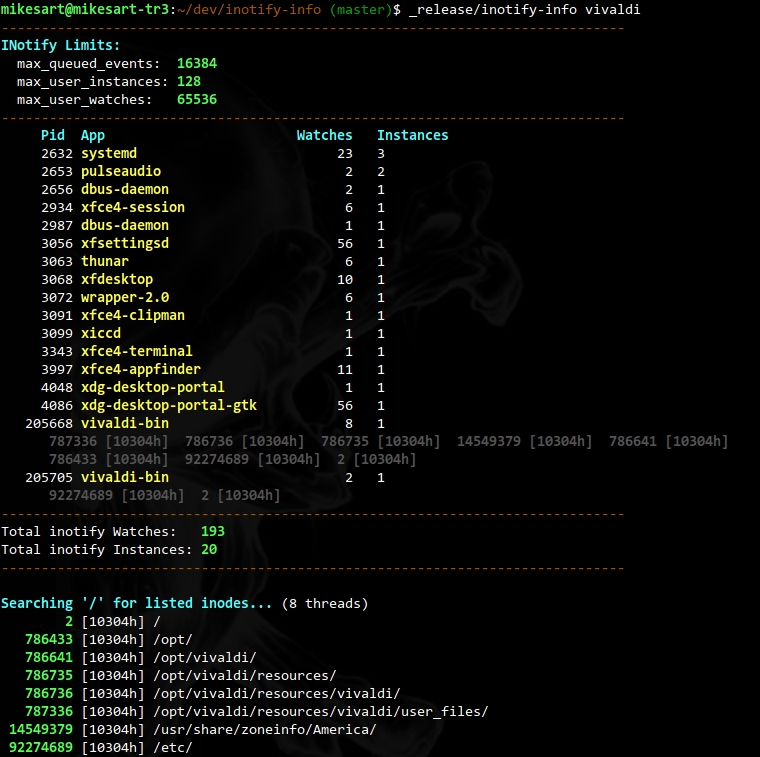 mikesart@mikesart-tr3:~/dev/inotify-info (master)$ _release/inotify-info vivaldi
------------------------------------------------------------------------------
INotify Limits:
  max_queued_events:  16384
  max_user_instances: 128
  max_user_watches:   65536
------------------------------------------------------------------------------
     Pid  App                        Watches   Instances
     2632 systemd                         23   3
     2653 pulseaudio                       2   2
     2656 dbus-daemon                      2   1
     2934 xfce4-session                    6   1
     2987 dbus-daemon                      1   1
     3056 xfsettingsd                     56   1
     3063 thunar                           6   1
     3068 xfdesktop                       10   1
     3072 wrapper-2.0                      6   1
     3091 xfce4-clipman                    1   1
     3099 xiccd                            1   1
     3343 xfce4-terminal                   1   1
     3997 xfce4-appfinder                 11   1
     4048 xdg-desktop-portal               1   1
     4086 xdg-desktop-portal-gtk          56   1
   205668 vivaldi-bin                      8   1
      787336 [10304h]  786736 [10304h]  786735 [10304h]  14549379 [10304h]  786641 [10304h]
      786433 [10304h]  92274689 [10304h]  2 [10304h]
   205705 vivaldi-bin                      2   1
      92274689 [10304h]  2 [10304h]
------------------------------------------------------------------------------
Total inotify Watches:   193
Total inotify Instances: 20
------------------------------------------------------------------------------
Searching '/' for listed inodes... (8 threads)
        2 [10304h] /
   786433 [10304h] /opt/
   786641 [10304h] /opt/vivaldi/
   786735 [10304h] /opt/vivaldi/resources/
   786736 [10304h] /opt/vivaldi/resources/vivaldi/
   787336 [10304h] /opt/vivaldi/resources/vivaldi/user_files/
 14549379 [10304h] /usr/share/zoneinfo/America/
 92274689 [10304h] /etc/